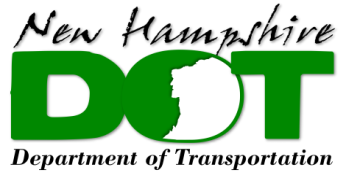 New Hampshire
DOT
Department of Transportation